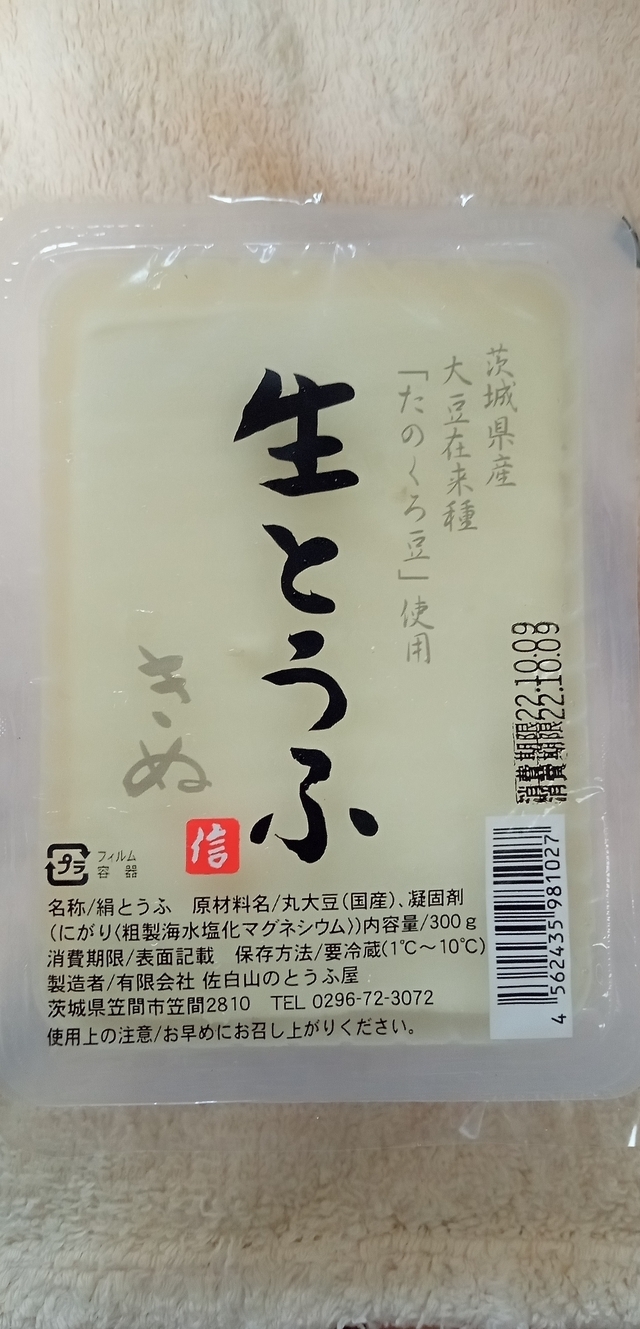 茨城県産
大豆在来種
「たのくろ豆」使用
生とうふ
きぬ
信
消費期限22.10.09
消費期限22.10.09
プラ
フィルム
容器
名称/絹とうふ 原材料名/丸大豆(国産)、凝固剤
(にがり(粗製海水塩化マグネシウム))内容量/300g
消費期限/表面記載 保存方法/要冷蔵(1℃～10℃)
製造者/有限会社 佐白山のとうふ屋
茨城県笠間市笠間2810 TEL 0296-72-3072
使用上の注意/お早めにお召し上がりください。
4562435981027